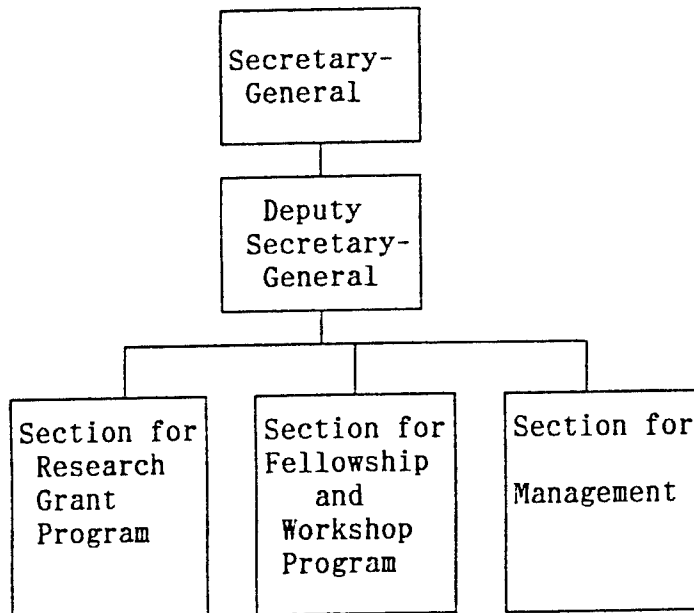 Secretary-
General
Deputy
Secretary-
General
Section for
Research
Grant
Program
Section for
Fellowship
and
Workshop
Program
Section for
Management